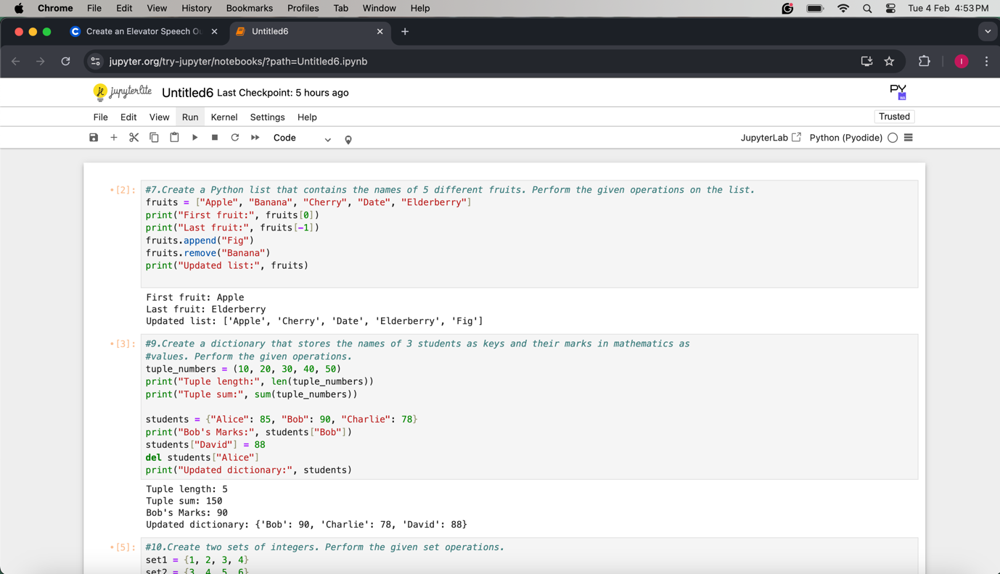 Chrome File Edit View History Bookmarks Profiles Tab Window Help Tue 4 Feb 4:53 PM
Create an Elevator Speech Untitled6
jupyter.org/try-jupyter/notebooks/?path=Untitled6.ipynb
jupyterlite Untitled6 Last Checkpoint: 5 hours ago PY
File Edit View Run Kernel Settings Help Trusted
Code JupyterLab Python (Pyodide)
[2]: #7.Create a Python list that contains the names of 5 different fruits. Perform the given operations on the list.
fruits = ["Apple", "Banana", "Cherry", "Date", "Elderberry"]
print("First fruit:", fruits[0])
print("Last fruit:", fruits[-1])
fruits.append("Fig")
fruits.remove("Banana")
print("Updated list:", fruits)
First fruit: Apple
Last fruit: Elderberry
Updated list: ['Apple', 'Cherry', 'Date', 'Elderberry', 'Fig']
[3]: #9.Create a dictionary that stores the names of 3 students as keys and their marks in mathematics as
#values. Perform the given operations.
tuple_numbers = (10, 20, 30, 40, 50)
print("Tuple length:", len(tuple_numbers))
print("Tuple sum:", sum(tuple_numbers))
students = {"Alice": 85, "Bob": 90, "Charlie": 78}
print("Bob's Marks:", students["Bob"])
students["David"] = 88
del students["Alice"]
print("Updated dictionary:", students)
Tuple length: 5
Tuple sum: 150
Bob's Marks: 90
Updated dictionary: {'Bob': 90, 'Charlie': 78, 'David': 88}
[5]: #10.Create two sets of integers. Perform the given set operations.
set1 = {1, 2, 3, 4}
set2 = {3, 4, 5, 6}